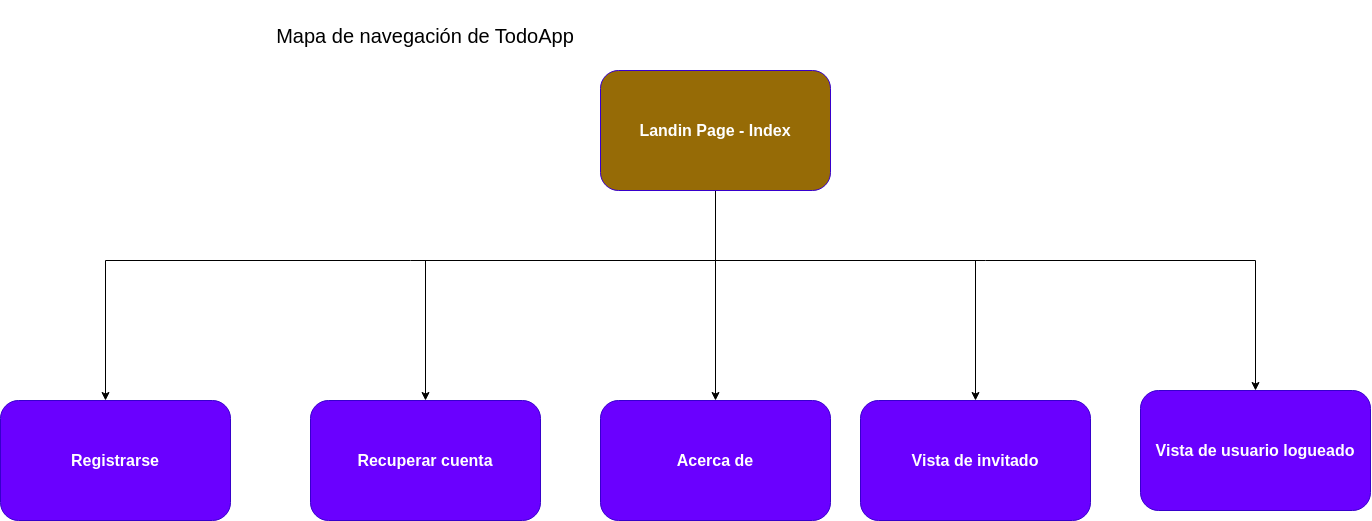 Mapa de navegación de TodoApp
Landin Page - Index
Registrarse
Recuperar cuenta
Acerca de
Vista de invitado
Vista de usuario logueado